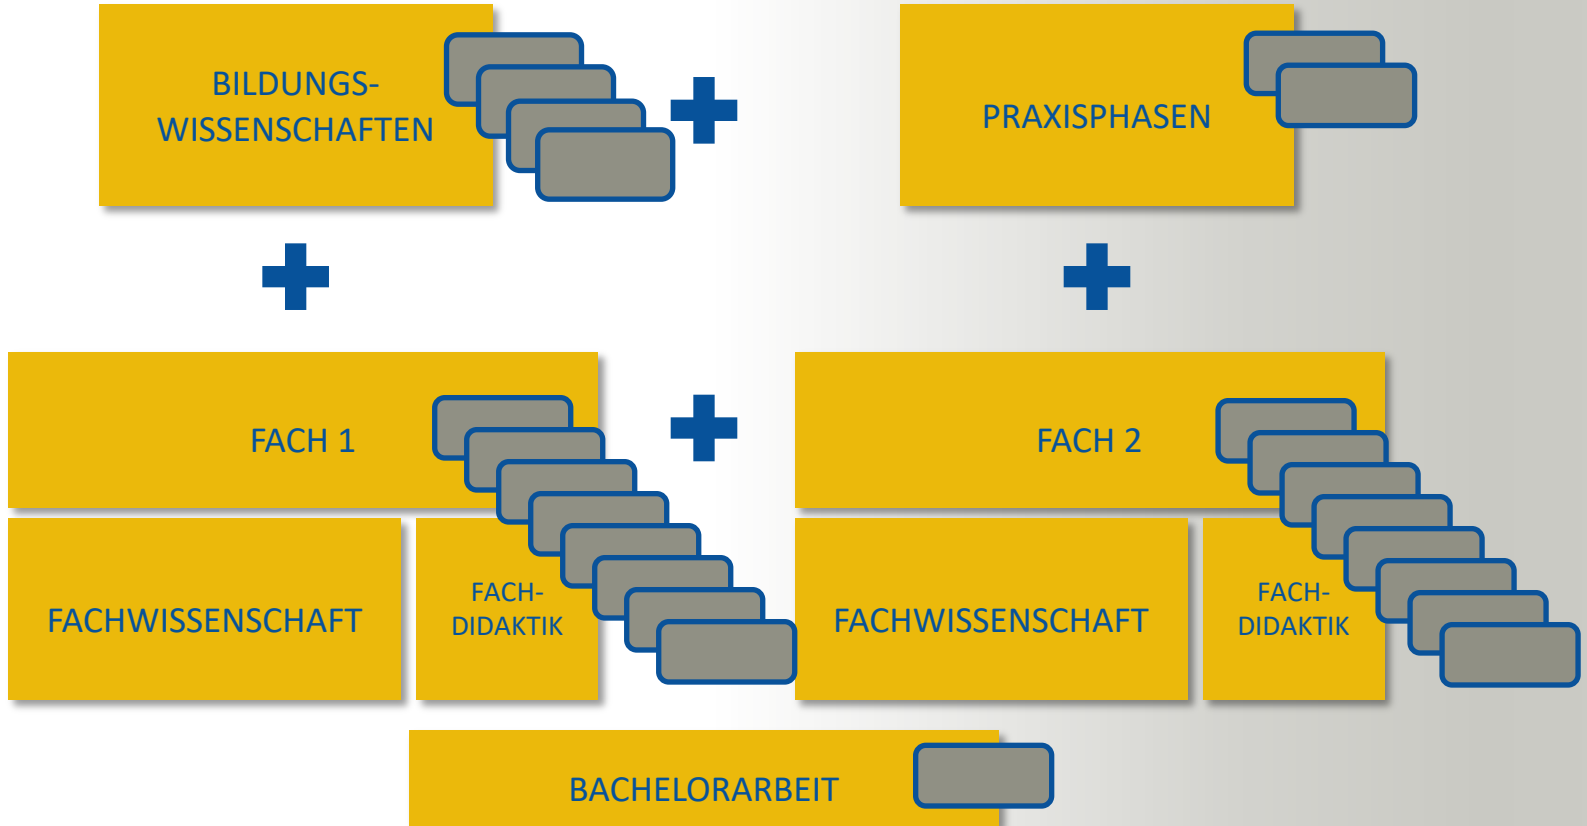 BILDUNGS-
WISSENSCHAFTEN
PRAXISPHASEN
FACH 1
FACH 2
FACHWISSENSCHAFT
FACH-
DIDAKTIK
FACHWISSENSCHAFT
FACH-
DIDAKTIK
BACHELORARBEIT